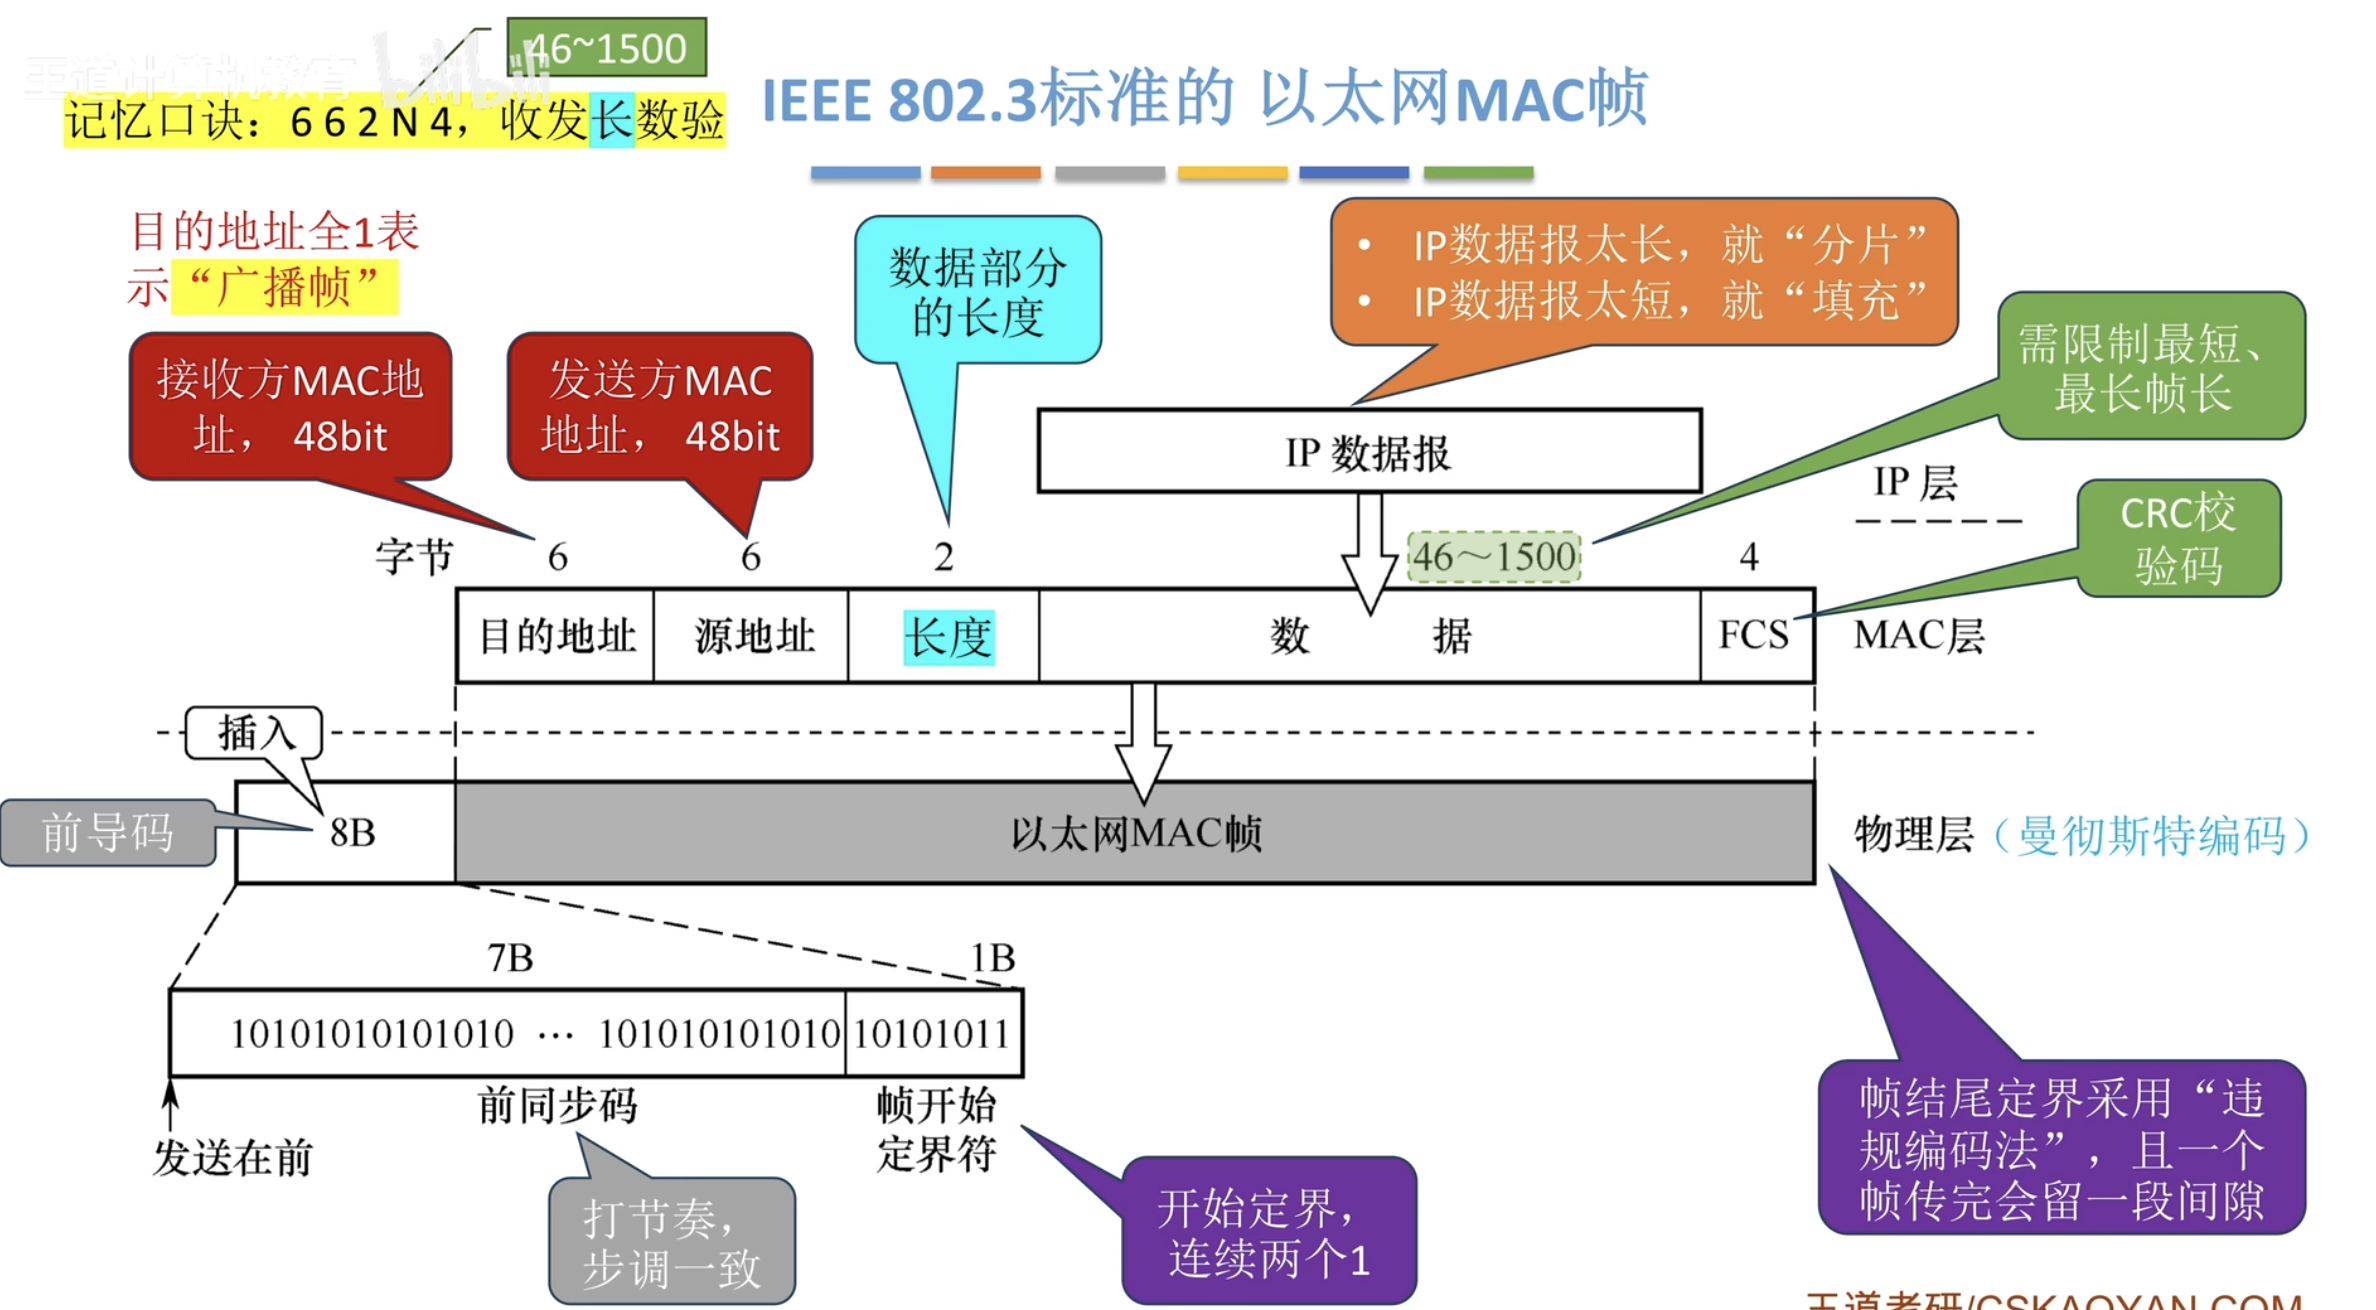 王道计算机教育 bilibili
46~1500
记忆口诀：6 6 2 N 4，收发长数验
IEEE 802.3标准的 以太网MAC帧
目的地址全1表
示“广播帧”
接收方MAC地
址， 48bit
发送方MAC
地址， 48bit
数据部分
的长度
• IP数据报太长，就“分片”
• IP数据报太短，就“填充”
需限制最短、
最长帧长
IP 数据报
IP 层
CRC校
验码
字节 6 6 2 46～1500 4
目的地址 源地址 长度 数 据 FCS MAC层
插入
前导码 8B 以太网MAC帧 物理层（曼彻斯特编码）
7B 1B
10101010101010 … 101010101010 10101011
前同步码 帧开始
定界符
发送在前
打节奏，
步调一致
开始定界，
连续两个1
帧结尾定界采用“违
规编码法”，且一个
帧传完会留一段间隙
王道考研/CSKAOYAN.COM